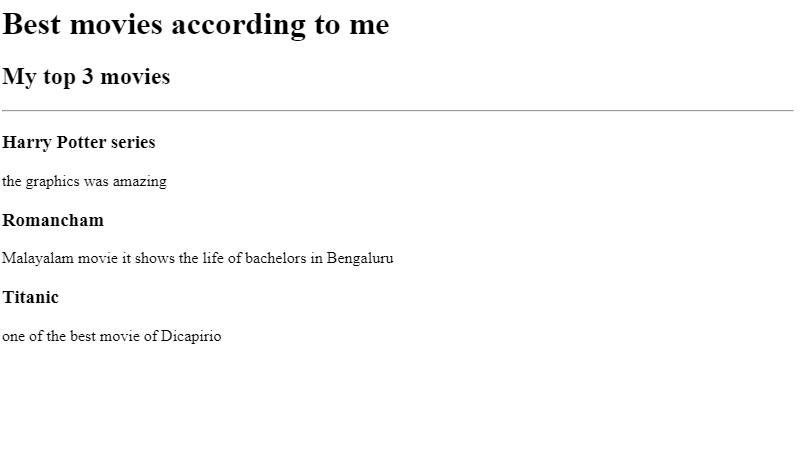 Best movies according to me
My top 3 movies
Harry Potter series
the graphics was amazing
Romancham
Malayalam movie it shows the life of bachelors in Bengaluru
Titanic
one of the best movie of Dicapirio